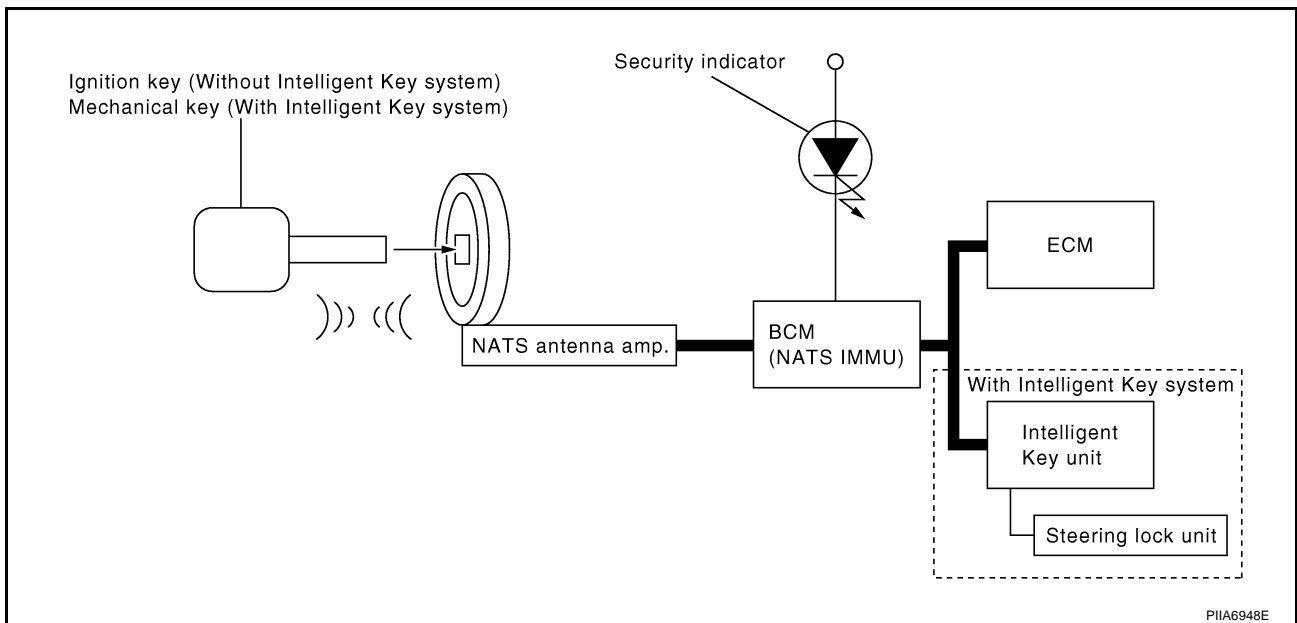 Ignition key (Without Intelligent Key system)
Mechanical key (With Intelligent Key system)
Security indicator
NATS antenna amp.
BCM
(NATS IMMU)
ECM
With Intelligent Key system
Intelligent
Key unit
Steering lock unit
PIIA6948E